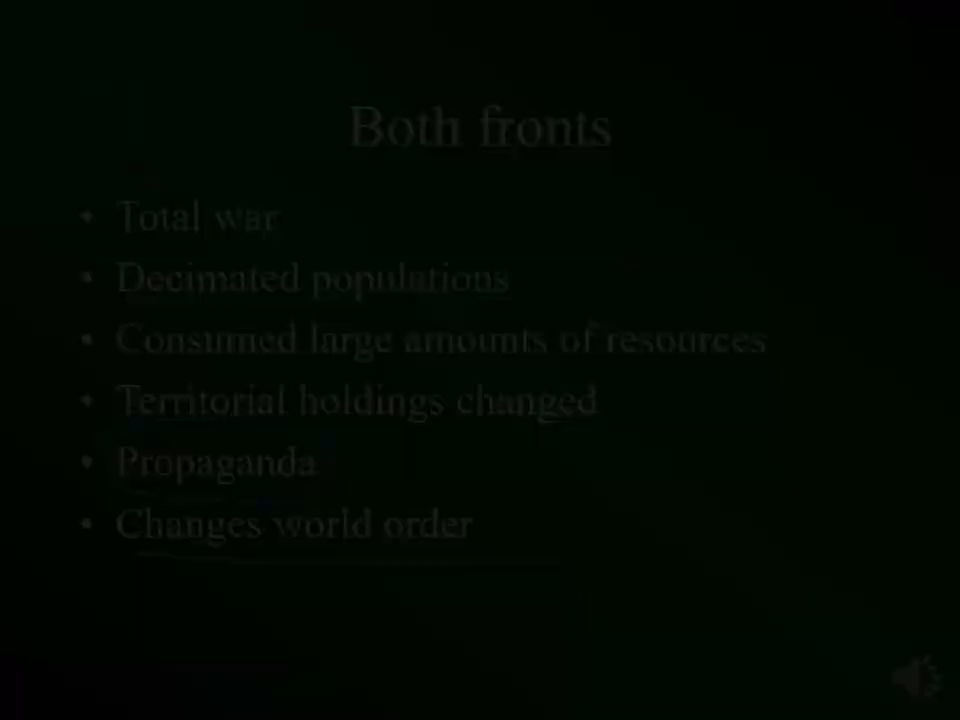 Both fronts
• Total war
• Decimated populations
• Consumed large amounts of resources
• Territorial holdings changed
• Propaganda
• Changes world order